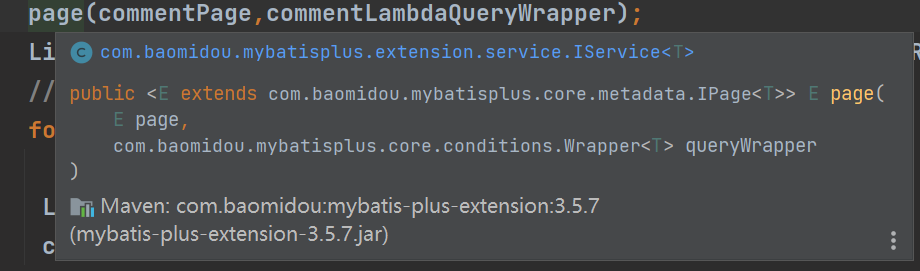 page(commentPage,commentLambdaQueryWrapper);
Li
C com.baomidou.mybatisplus.extension.service.IService<T>
R
//
public <E extends com.baomidou.mybatisplus.core.metadata.IPage<T>> E page(
E page,
fo
com.baomidou.mybatisplus.core.conditions.Wrapper<T> queryWrapper
)
L
Maven: com.baomidou:mybatis-plus-extension:3.5.7
(mybatis-plus-extension-3.5.7.jar)
c